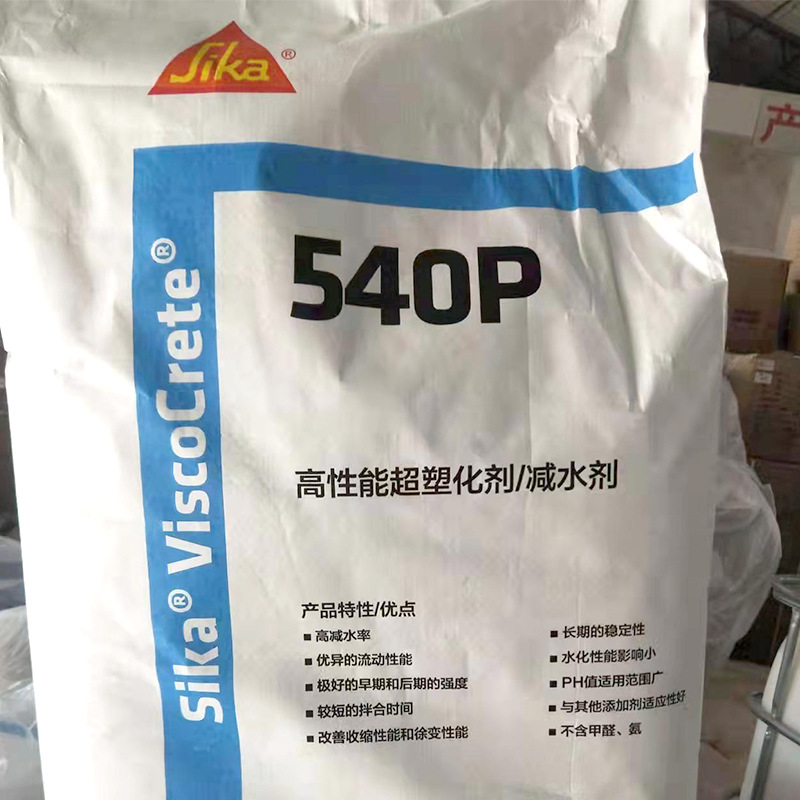 Sika®
540P
Sika® ViscoCrete®
高性能超塑化剂/减水剂
产品特性/优点
■ 高减水率
■ 优异的流动性能
■ 极好的早期和后期的强度
■ 较短的拌合时间
■ 改善收缩性能和徐变性能
■ 长期的稳定性
■ 水化性能影响小
■ PH值适用范围广
■ 与其他添加剂适应性好
■ 不含甲醛、氨
产